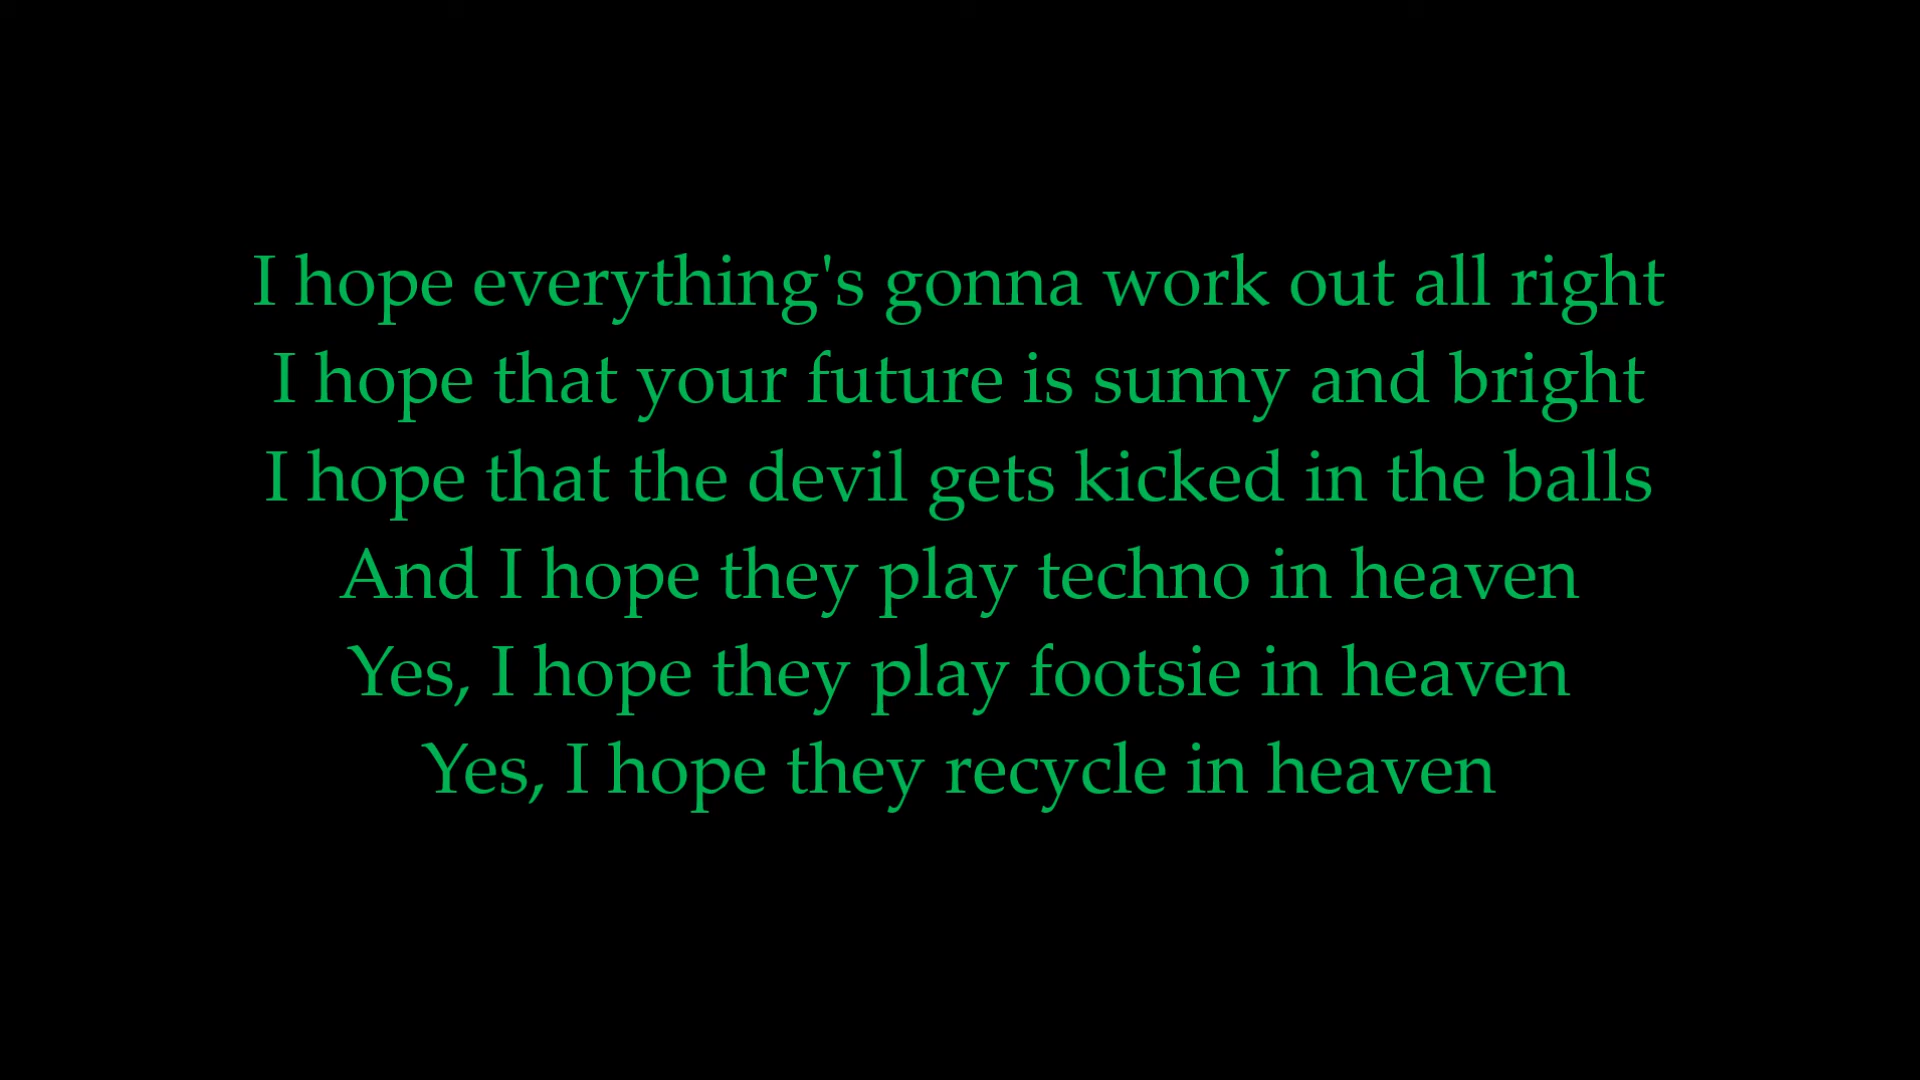 I hope everything's gonna work out all right
I hope that your future is sunny and bright
I hope that the devil gets kicked in the balls
And I hope they play techno in heaven
Yes, I hope they play footsie in heaven
Yes, I hope they recycle in heaven